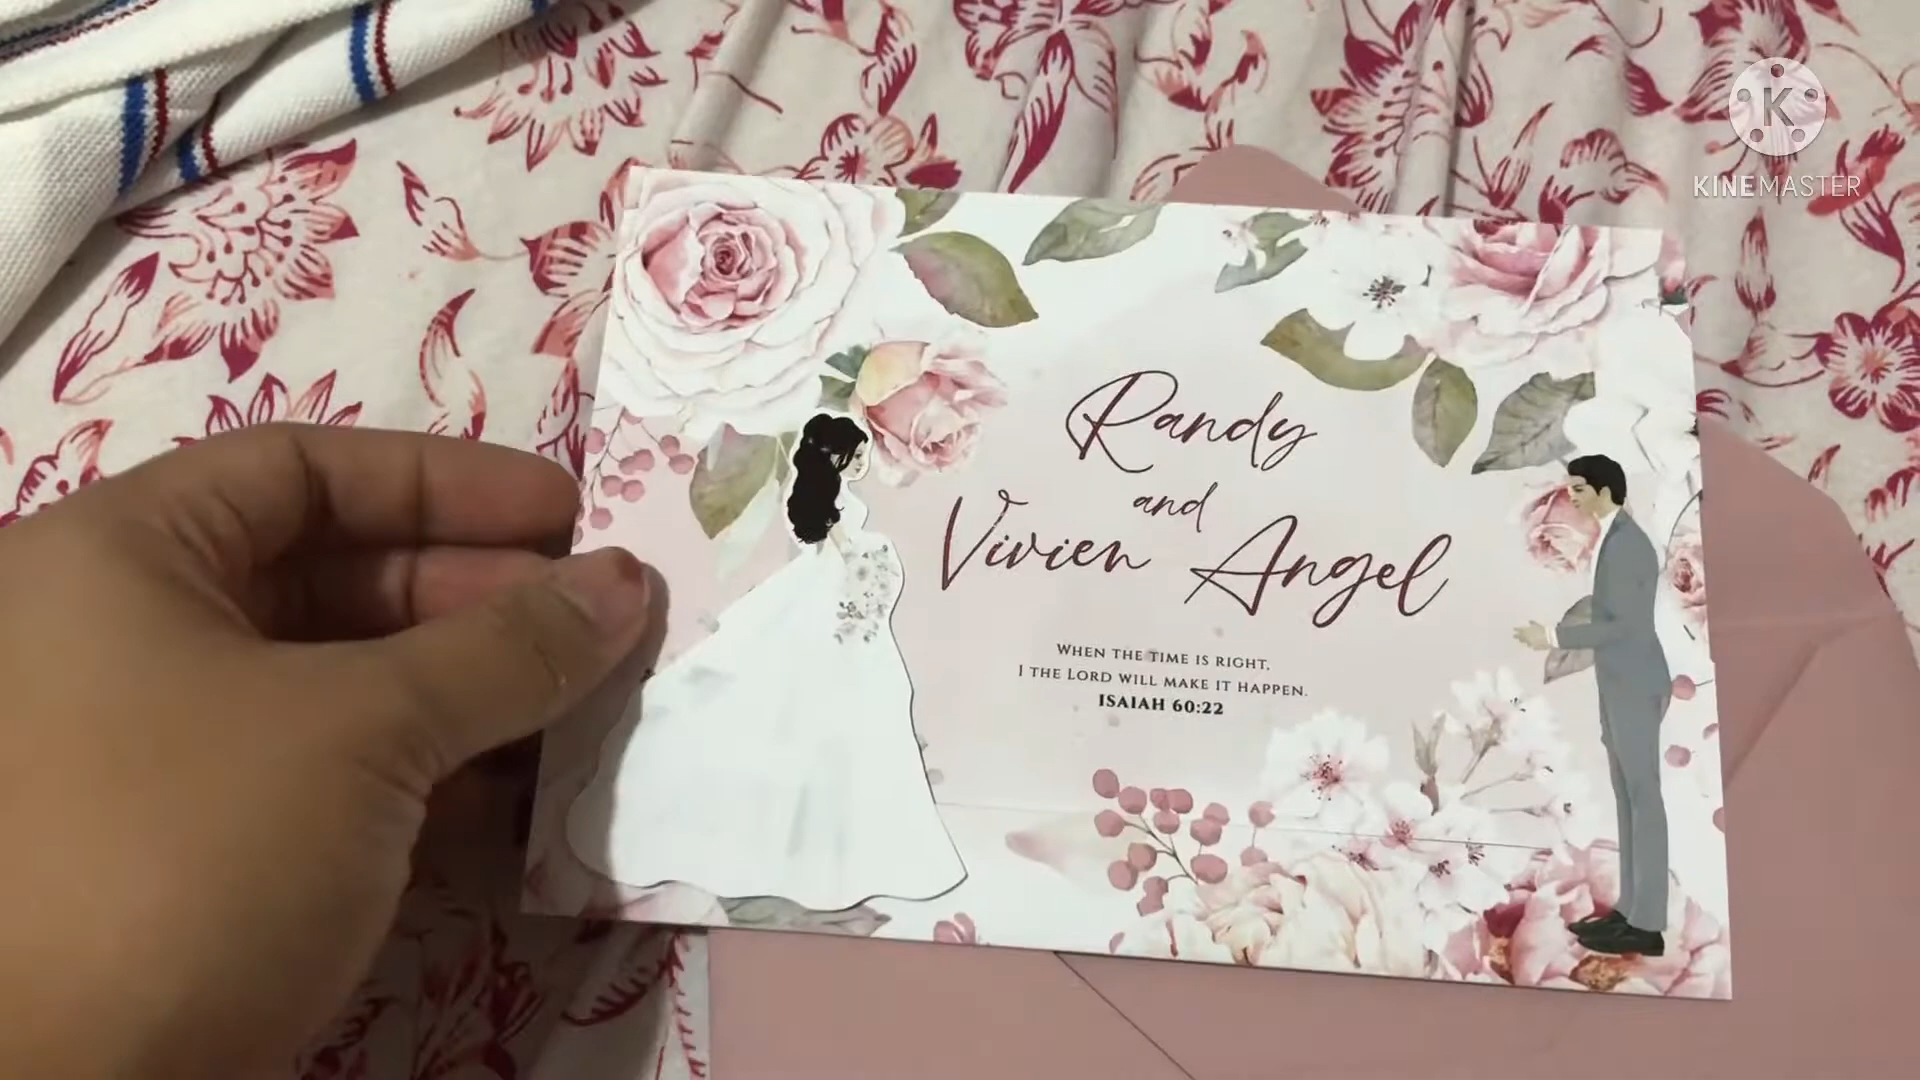 K
KINEMASTER
Randy
and
Vivien Angel
WHEN THE TIME IS RIGHT,
I THE LORD WILL MAKE IT HAPPEN.
ISAIAH 60:22